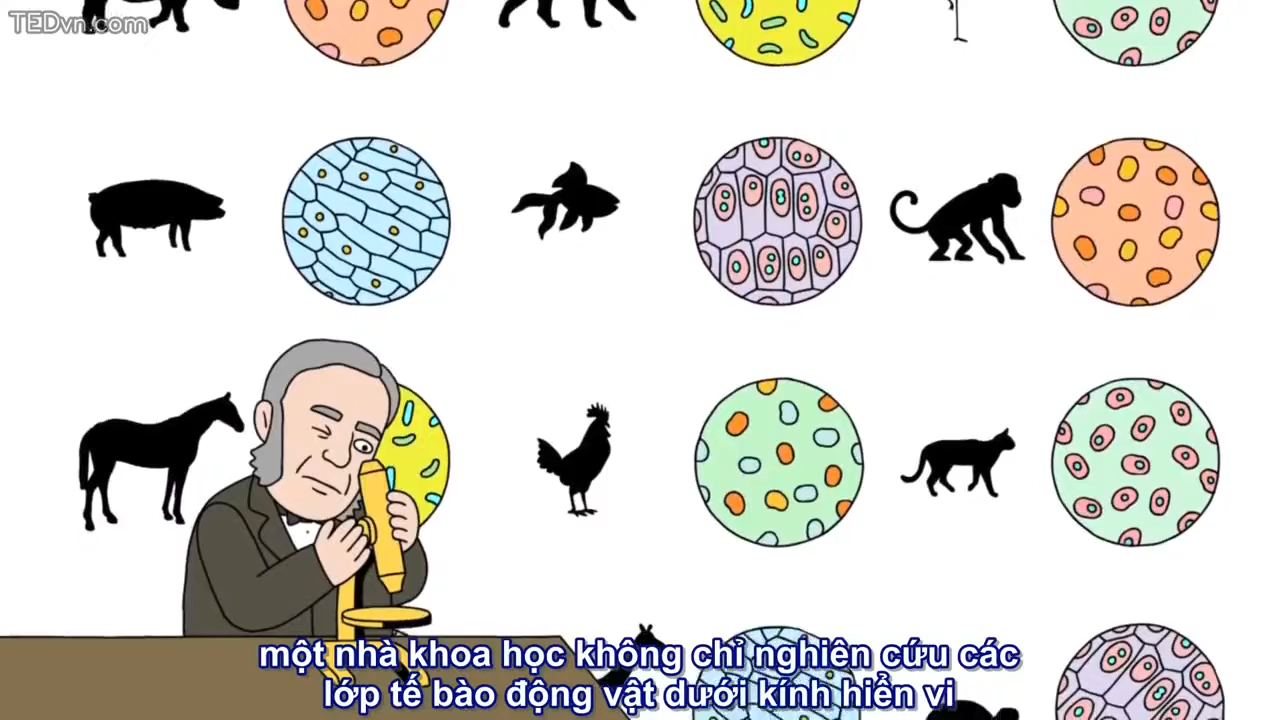 TEDvn.com
một nhà khoa học không chỉ nghiên cứu các
lớp tế bào động vật dưới kính hiển vi